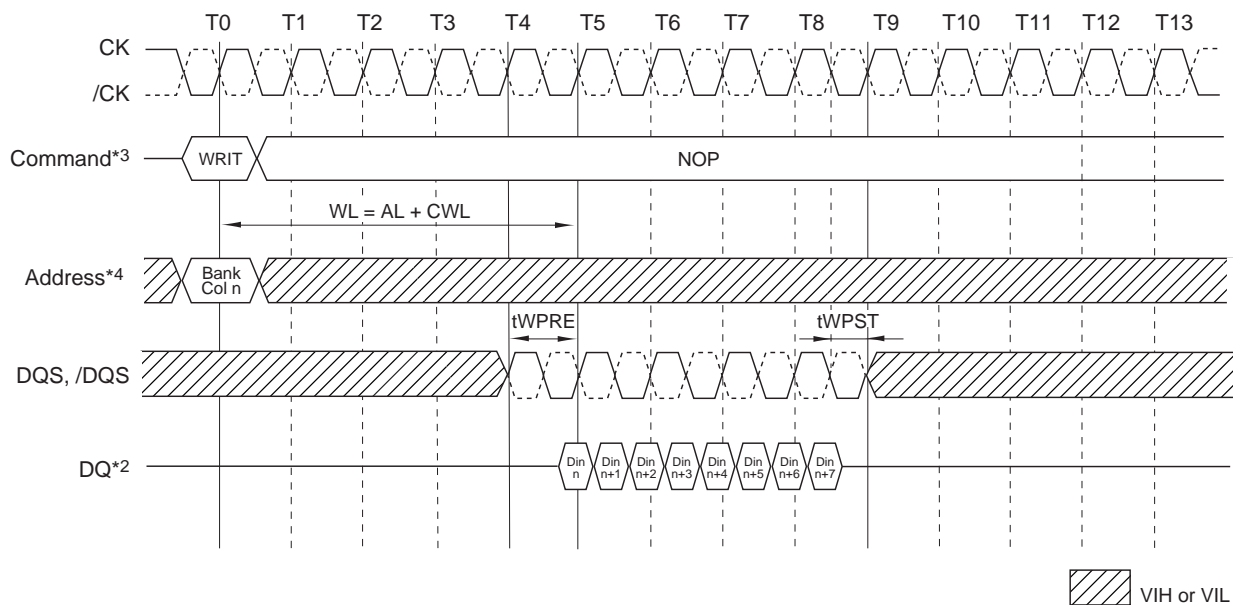 T0 T1 T2 T3 T4 T5 T6 T7 T8 T9 T10 T11 T12 T13
CK
/CK
Command*3 WRIT NOP
WL = AL + CWL
Address*4 Bank
Col n
tWPRE tWPST
DQS, /DQS
DQ*2 Din Din Din Din Din Din Din Din
n n+1 n+2 n+3 n+4 n+5 n+6 n+7
VIH or VIL